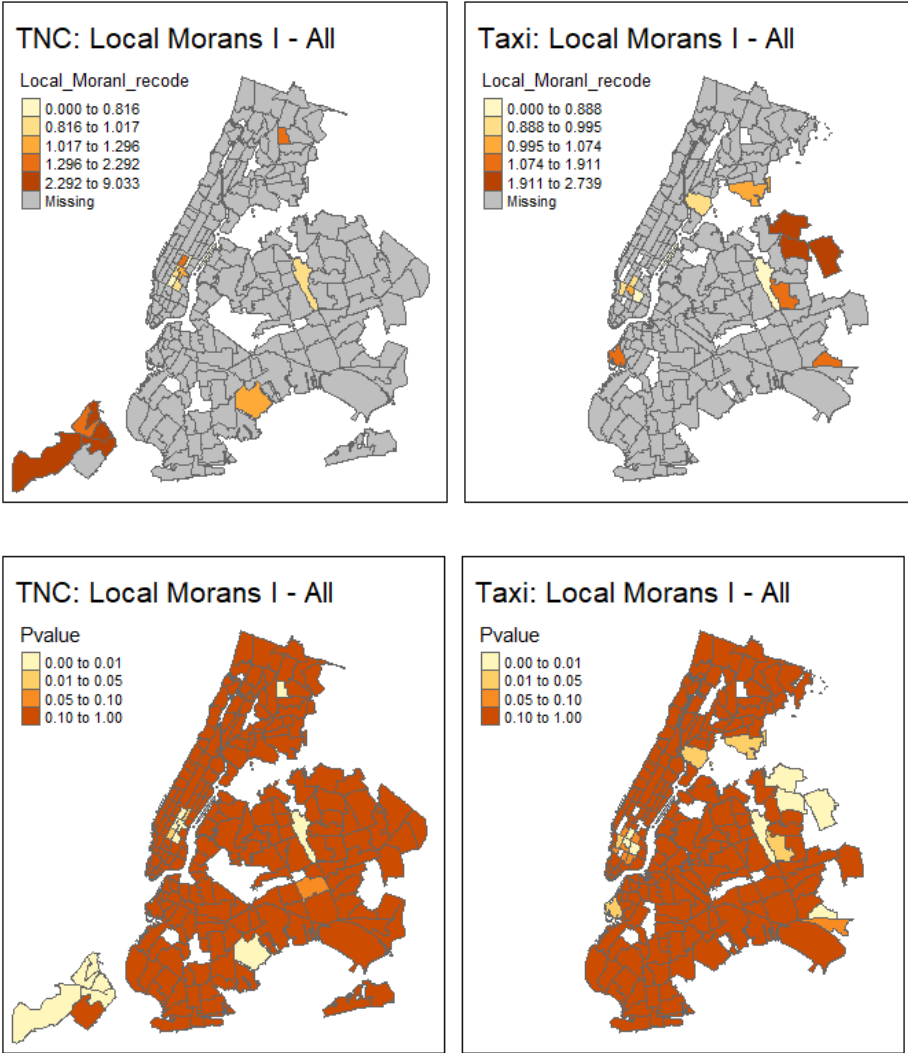 TNC: Local Morans I - All
Local_MoranI_recode
0.000 to 0.816
0.816 to 1.017
1.017 to 1.296
1.296 to 2.292
2.292 to 9.033
Missing
Taxi: Local Morans I - All
Local_MoranI_recode
0.000 to 0.888
0.888 to 0.995
0.995 to 1.074
1.074 to 1.911
1.911 to 2.739
Missing
TNC: Local Morans I - All
Pvalue
0.00 to 0.01
0.01 to 0.05
0.05 to 0.10
0.10 to 1.00
Taxi: Local Morans I - All
Pvalue
0.00 to 0.01
0.01 to 0.05
0.05 to 0.10
0.10 to 1.00